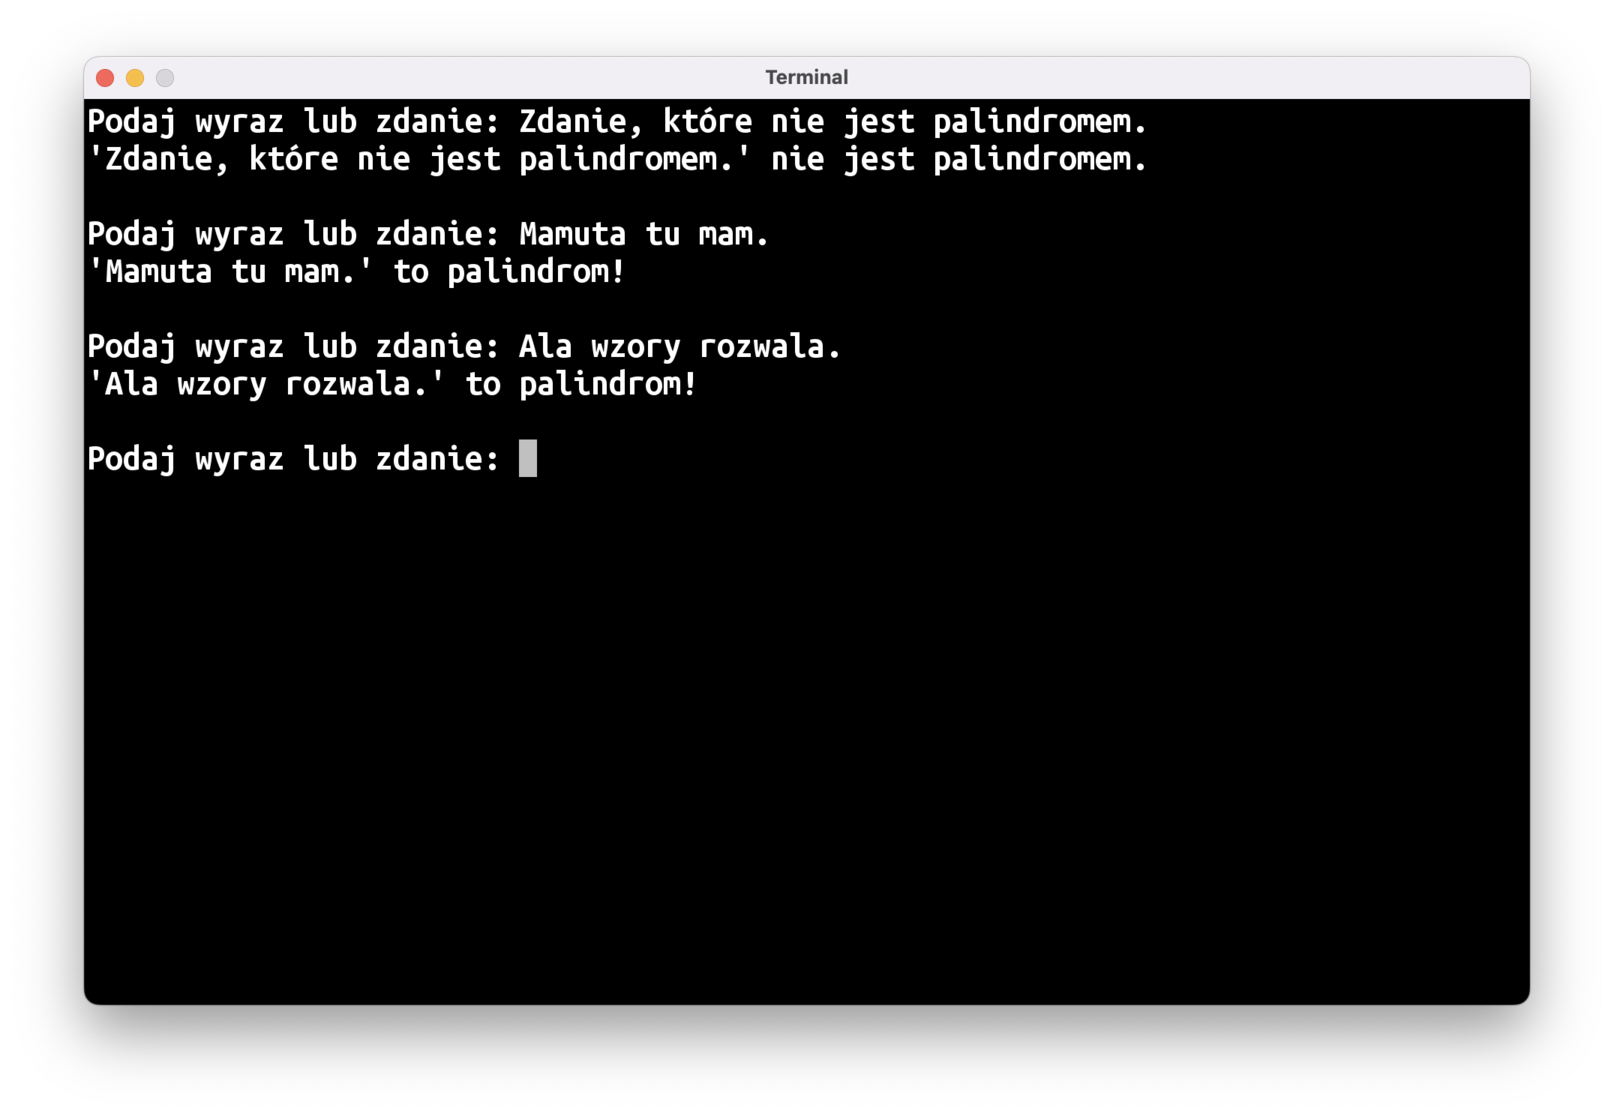 Terminal
Podaj wyraz lub zdanie: Zdanie, które nie jest palindromem.
'Zdanie, które nie jest palindromem.' nie jest palindromem.
Podaj wyraz lub zdanie: Mamuta tu mam.
'Mamuta tu mam.' to palindrom!
Podaj wyraz lub zdanie: Ala wzory rozwala.
'Ala wzory rozwala.' to palindrom!
Podaj wyraz lub zdanie: